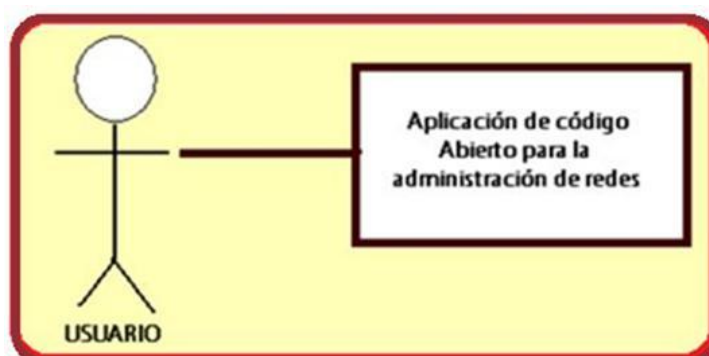 Aplicación de código
Abierto para la
administración de redes
USUARIO